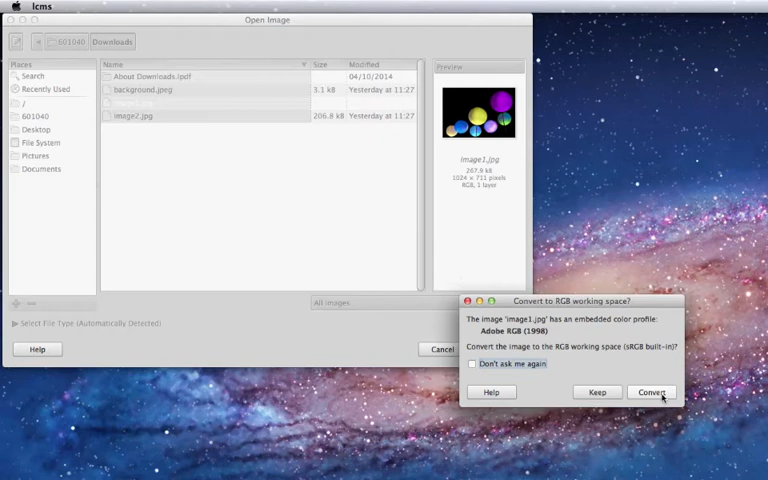 lcms
Open Image
601040 Downloads
Places
Search
Recently Used
/
601040
Desktop
File System
Pictures
Documents
Name Size Modified
About Downloads.lpdf 04/10/2014
background.jpeg 3.1 kB Yesterday at 11:27
image1.jpg
image2.jpg 206.8 kB Yesterday at 11:27
Preview
image1.jpg
267.9 kB
1024 × 711 pixels
RGB, 1 layer
All images
Select File Type (Automatically Detected)
Help
Cancel
Convert to RGB working space?
The image 'image1.jpg' has an embedded color profile:
Adobe RGB (1998)
Convert the image to the RGB working space (sRGB built-in)?
Don't ask me again
Help Keep Convert